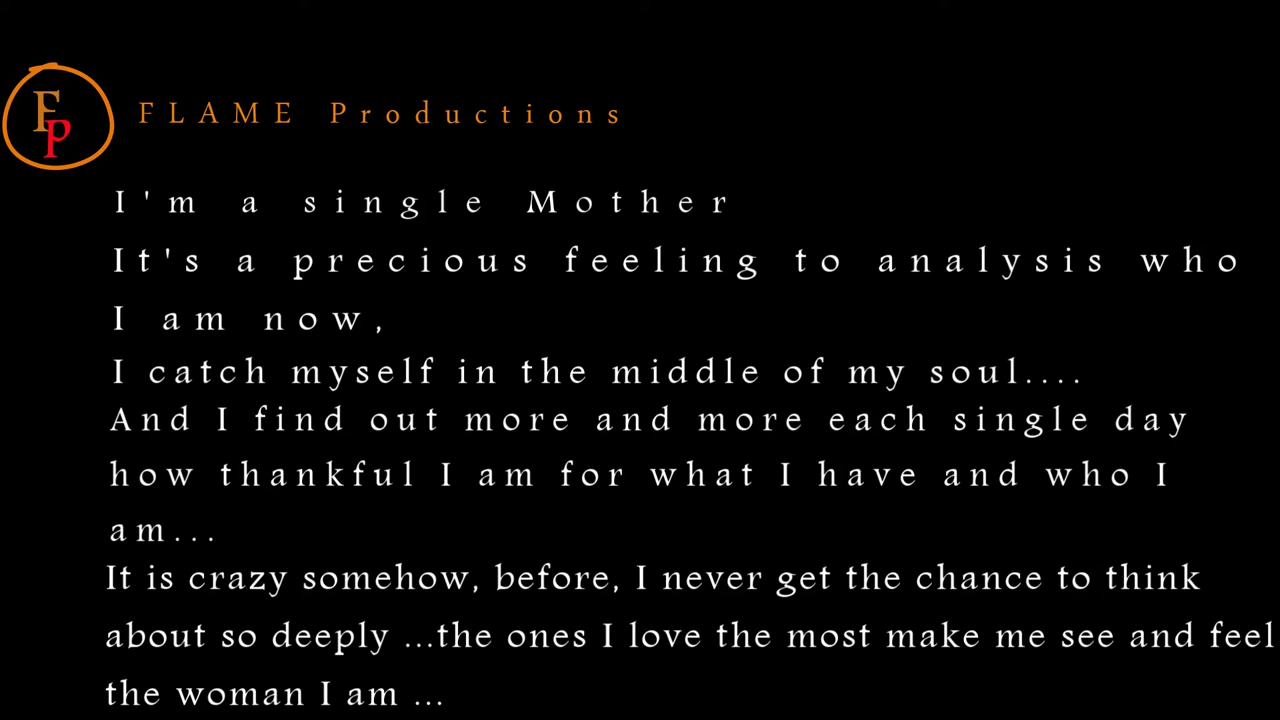 FP
FLAME Productions
I'm a single Mother
It's a precious feeling to analysis who
I am now,
I catch myself in the middle of my soul....
And I find out more and more each single day
how thankful I am for what I have and who I
am...
It is crazy somehow, before, I never get the chance to think
about so deeply ...the ones I love the most make me see and feel
the woman I am ...